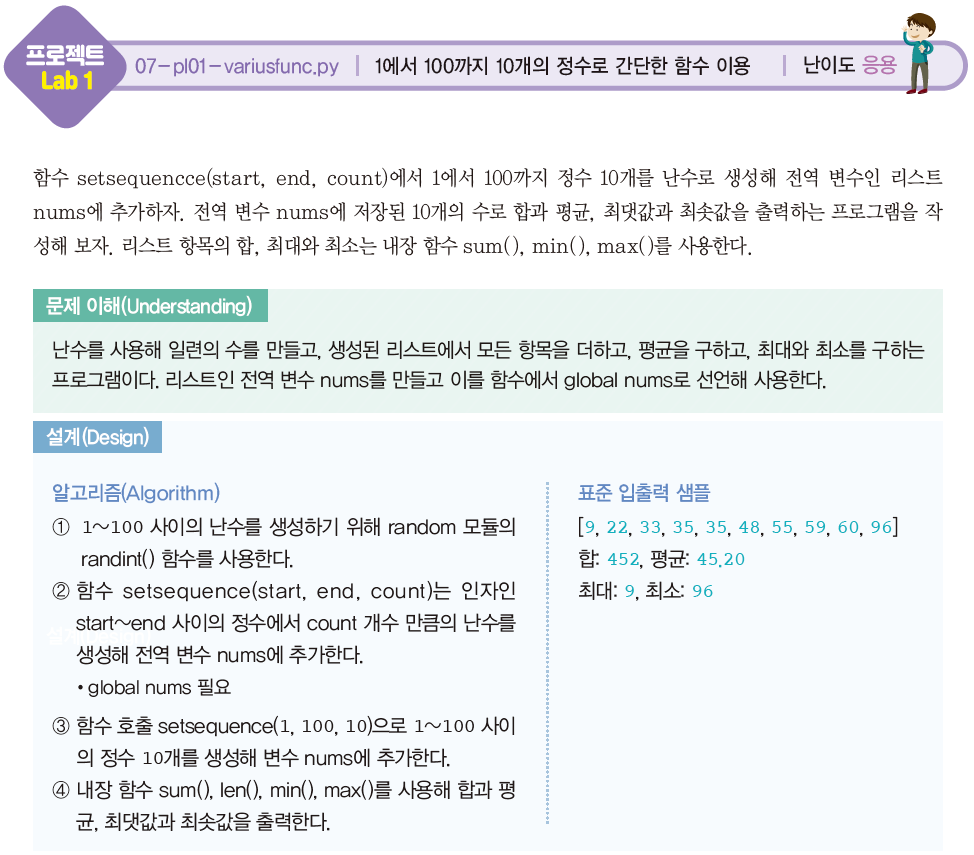 프로젝트
Lab 1
07-pl01-variusfunc.py | 1에서 100까지 10개의 정수로 간단한 함수 이용 | 난이도 응용
함수 setsequencce(start, end, count)에서 1에서 100까지 정수 10개를 난수로 생성해 전역 변수인 리스트
nums에 추가하자. 전역 변수 nums에 저장된 10개의 수로 합과 평균, 최댓값과 최솟값을 출력하는 프로그램을 작
성해 보자. 리스트 항목의 합, 최대와 최소는 내장 함수 sum(), min(), max()를 사용한다.
문제 이해(Understanding)
난수를 사용해 일련의 수를 만들고, 생성된 리스트에서 모든 항목을 더하고, 평균을 구하고, 최대와 최소를 구하는
프로그램이다. 리스트인 전역 변수 nums를 만들고 이를 함수에서 global nums로 선언해 사용한다.
설계(Design)
알고리즘(Algorithm)
① 1~100 사이의 난수를 생성하기 위해 random 모듈의
randint() 함수를 사용한다.
② 함수 setsequence(start, end, count)는 인자인
start~end 사이의 정수에서 count 개수 만큼의 난수를
생성해 전역 변수 nums에 추가한다.
• global nums 필요
③ 함수 호출 setsequence(1, 100, 10)으로 1~100 사이
의 정수 10개를 생성해 변수 nums에 추가한다.
④ 내장 함수 sum(), len(), min(), max()를 사용해 합과 평
균, 최댓값과 최솟값을 출력한다.
표준 입출력 샘플
[9, 22, 33, 35, 35, 48, 55, 59, 60, 96]
합: 452, 평균: 45.20
최대: 9, 최소: 96